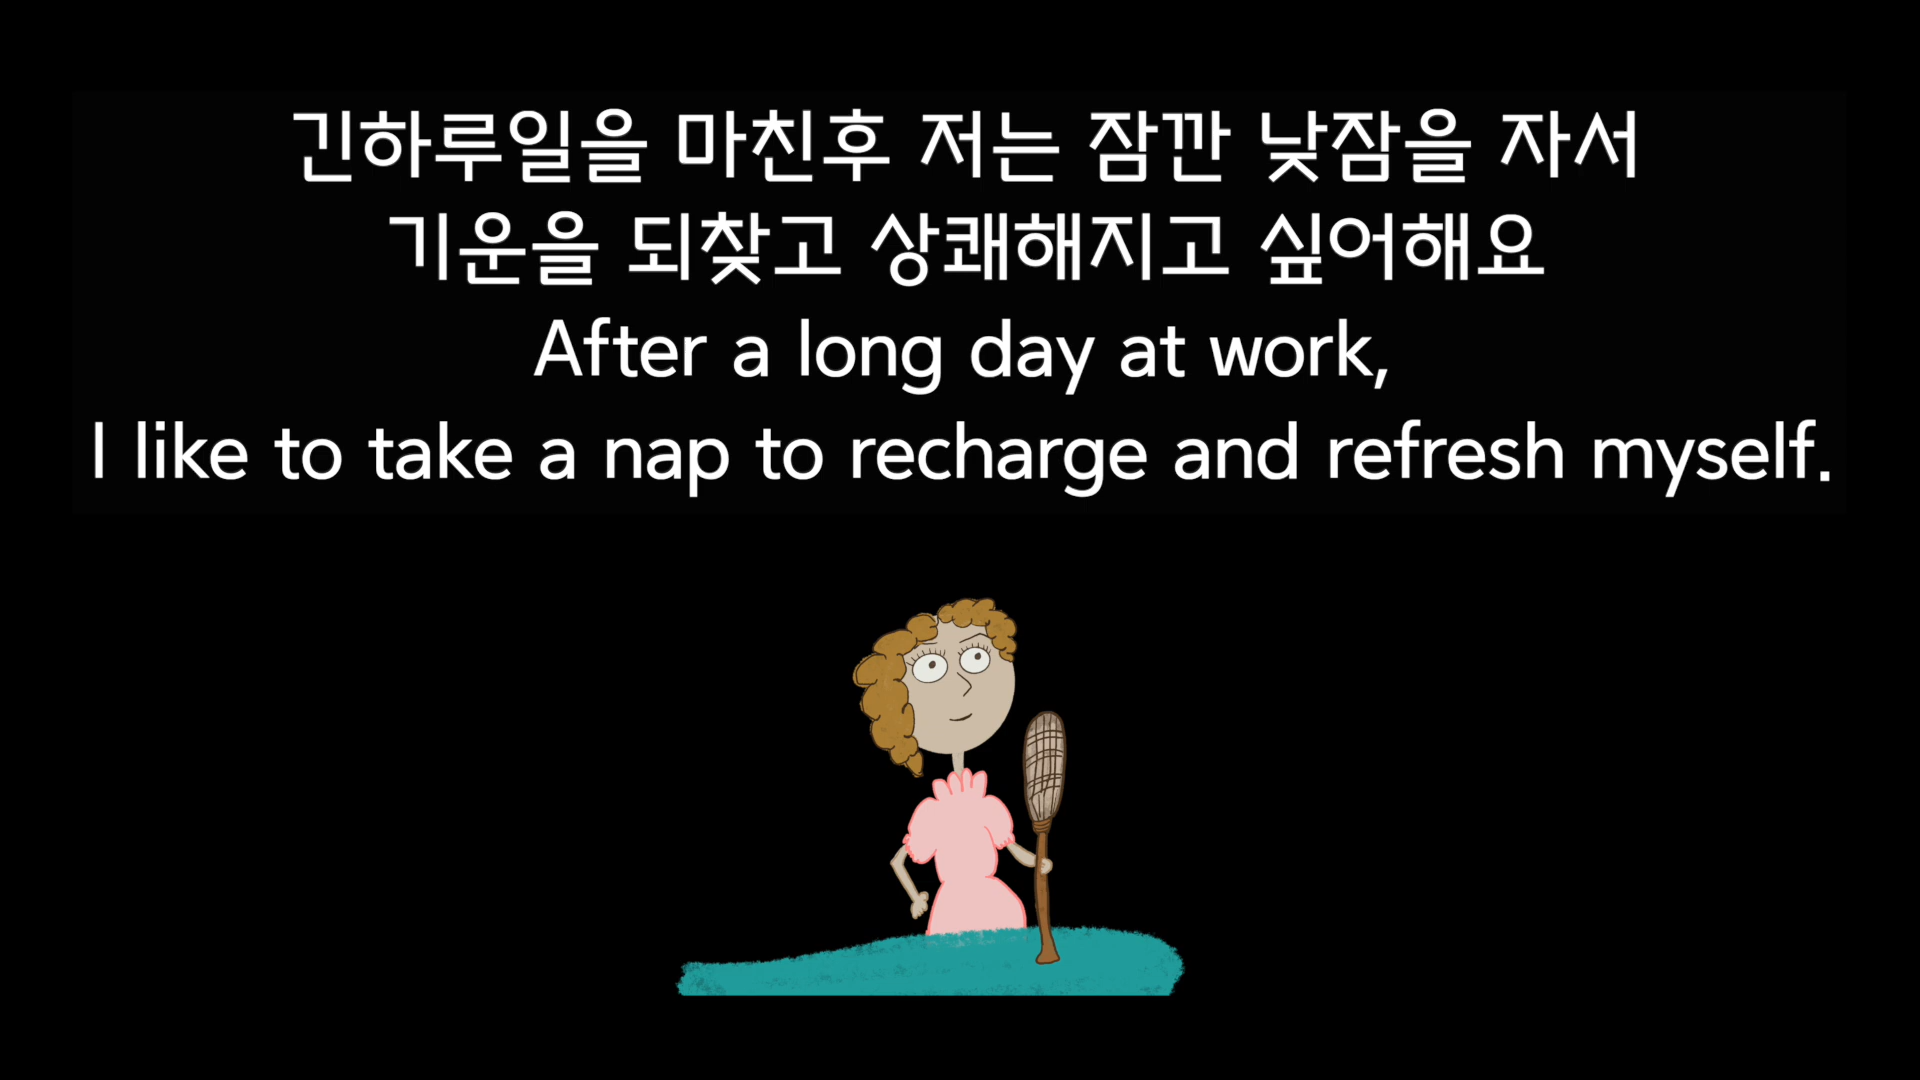 긴하루일을 마친후 저는 잠깐 낮잠을 자서
기운을 되찾고 상쾌해지고 싶어해요
After a long day at work,
I like to take a nap to recharge and refresh myself.